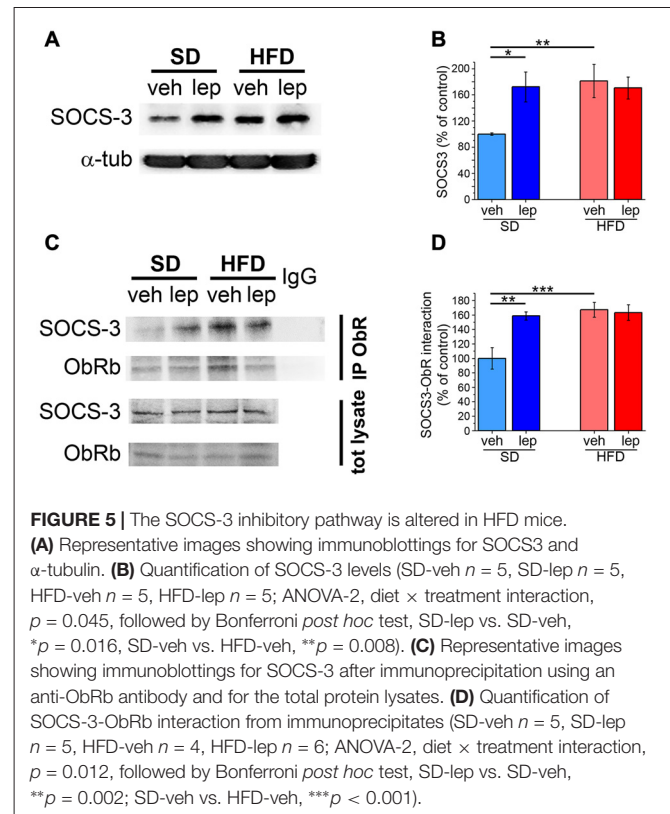 A
SD HFD
veh lep veh lep
SOCS-3
α-tub
B
** 
*
SOCS3 (% of control)
200
160
120
80
40
0
veh lep veh lep
SD HFD
C
SD HFD IgG
veh lep veh lep
SOCS-3
ObRb
IP ObR
SOCS-3
ObRb
tot lysate
D
***
**
SOCS3-ObR interaction
(% of control)
180
160
140
120
100
80
60
40
20
0
veh lep veh lep
SD HFD
FIGURE 5 | The SOCS-3 inhibitory pathway is altered in HFD mice.
(A) Representative images showing immunoblottings for SOCS3 and
α-tubulin. (B) Quantification of SOCS-3 levels (SD-veh n = 5, SD-lep n = 5,
HFD-veh n = 5, HFD-lep n = 5; ANOVA-2, diet × treatment interaction,
p = 0.045, followed by Bonferroni post hoc test, SD-lep vs. SD-veh,
*p = 0.016, SD-veh vs. HFD-veh, **p = 0.008). (C) Representative images
showing immunoblottings for SOCS-3 after immunoprecipitation using an
anti-ObRb antibody and for the total protein lysates. (D) Quantification of
SOCS-3-ObRb interaction from immunoprecipitates (SD-veh n = 5, SD-lep
n = 5, HFD-veh n = 4, HFD-lep n = 6; ANOVA-2, diet × treatment interaction,
p = 0.012, followed by Bonferroni post hoc test, SD-lep vs. SD-veh,
**p = 0.002; SD-veh vs. HFD-veh, ***p < 0.001).